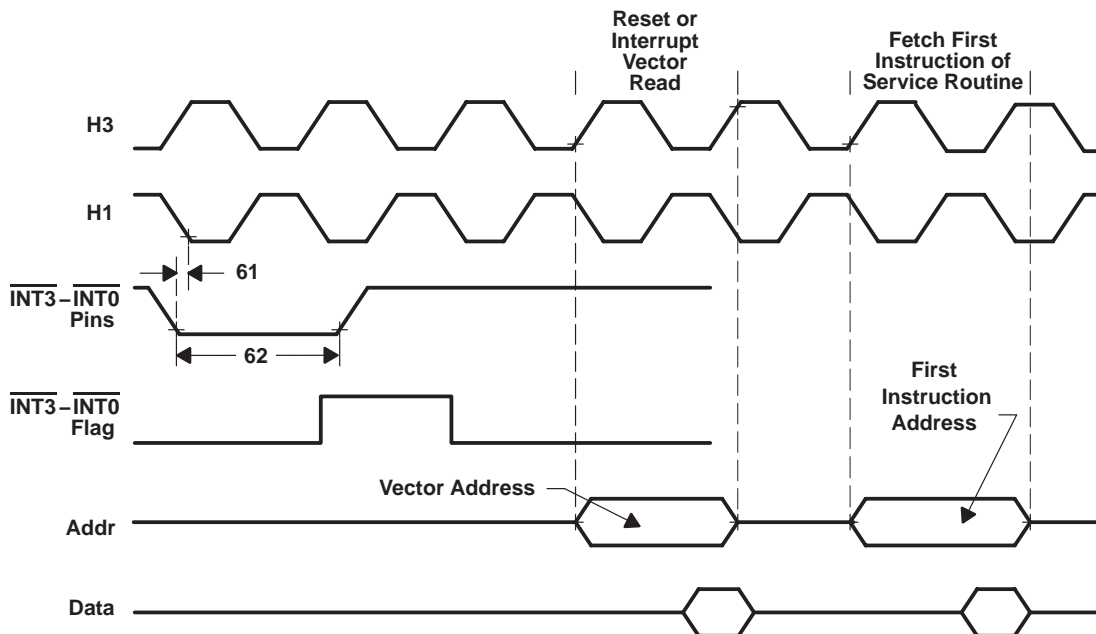 Reset or
Interrupt
Vector
Read
Fetch First
Instruction of
Service Routine
H3
H1
61
INT3–INT0
Pins
62
INT3–INT0
Flag
First
Instruction
Address
Vector Address
Addr
Data